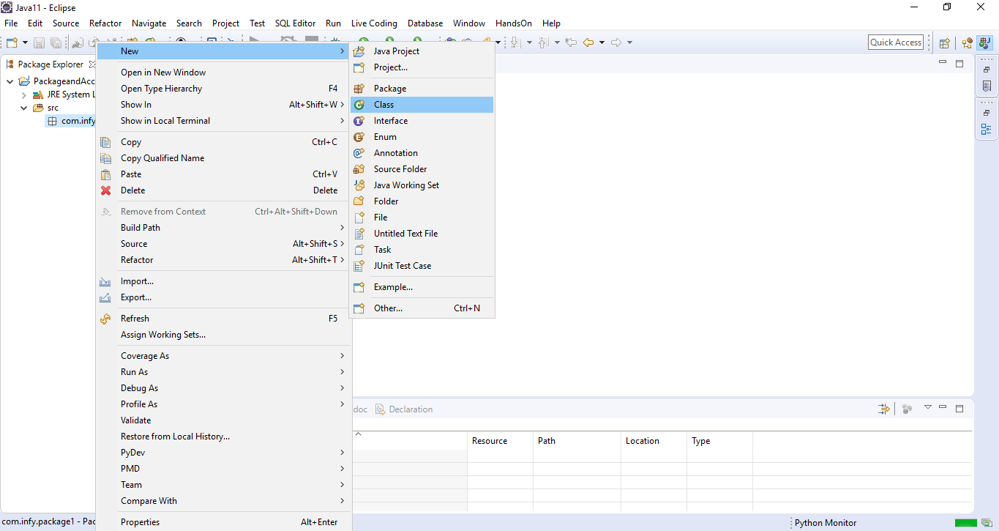 Java11 - Eclipse
File Edit Source Refactor Navigate Search Project Test SQL Editor Run Live Coding Database Window HandsOn Help
Quick Access
Package Explorer
PackageandAcc
JRE System L
src
com.infy
New
Open in New Window
Open Type Hierarchy F4
Show In Alt+Shift+W
Show in Local Terminal
Copy Ctrl+C
Copy Qualified Name
Paste Ctrl+V
Delete Delete
Remove from Context Ctrl+Alt+Shift+Down
Build Path
Source Alt+Shift+S
Refactor Alt+Shift+T
Import...
Export...
Refresh F5
Assign Working Sets...
Coverage As
Run As
Debug As
Profile As
Validate
Restore from Local History...
PyDev
PMD
Team
Compare With
Properties Alt+Enter
Java Project
Project...
Package
Class
Interface
Enum
Annotation
Source Folder
Java Working Set
Folder
File
Untitled Text File
Task
JUnit Test Case
Example...
Other... Ctrl+N
doc Declaration
Resource Path Location Type
com.infy.package1 - Pac
Python Monitor